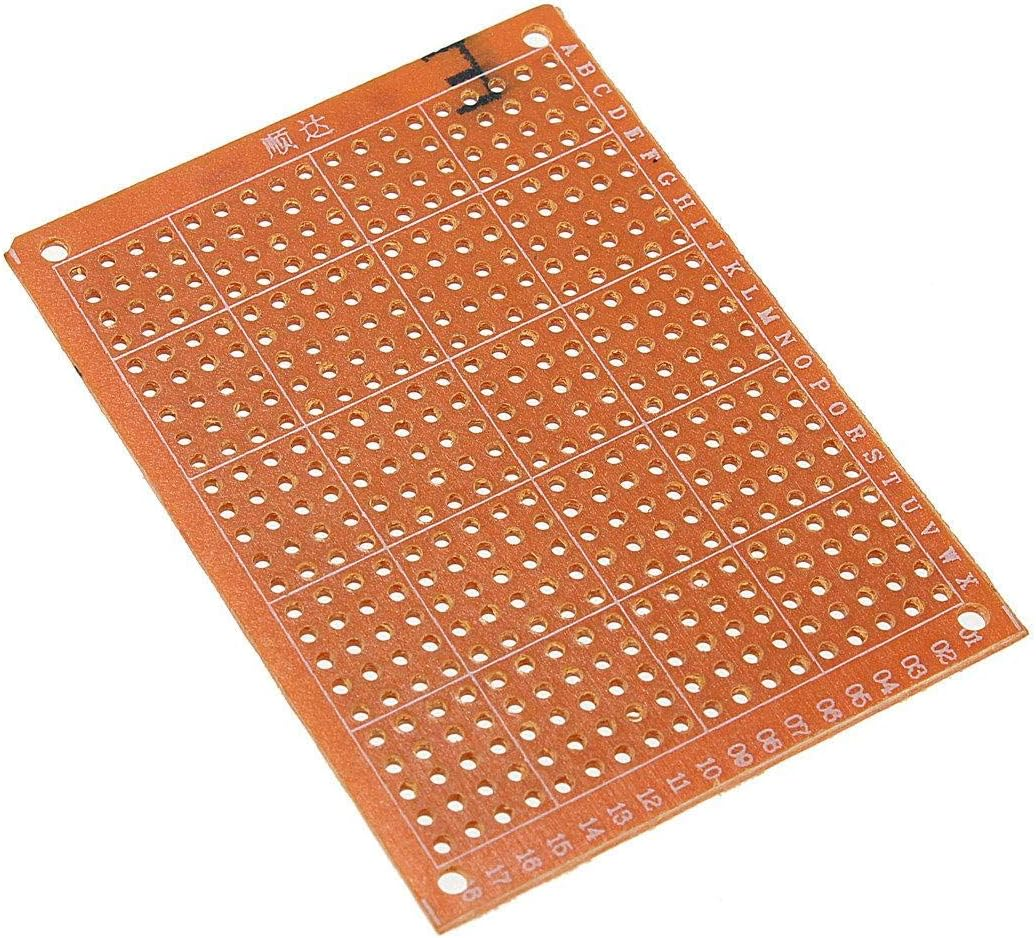 顺达
A B C D E F G H I J K L M N O P Q R S T U V W X
01 02 03 04 05 06 07 08 09 10 11 12 13 14 15 16 17 18